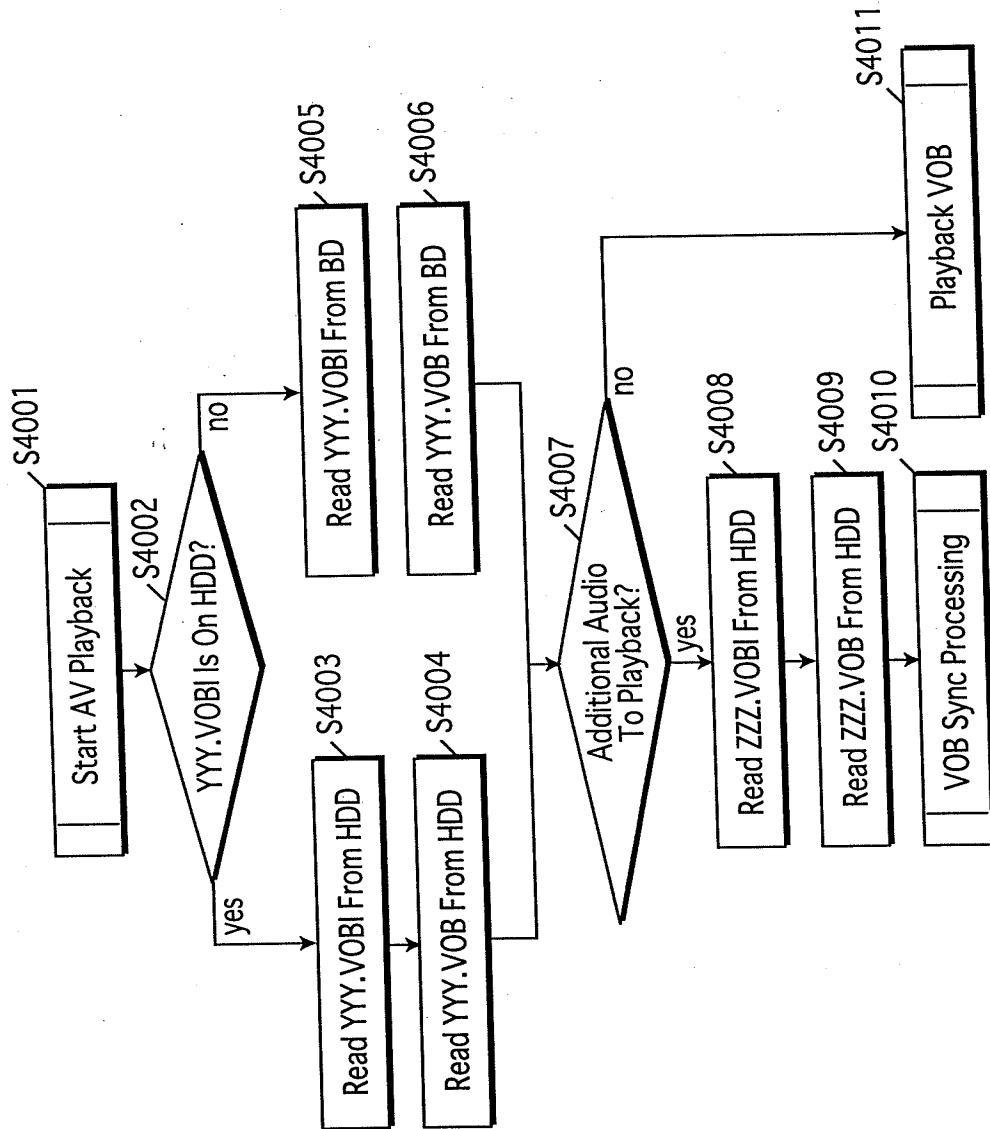 S4001
Start AV Playback
S4002
YYY.VOBI Is On HDD?
yes
no
S4003
Read YYY.VOBI From HDD
S4004
Read YYY.VOB From HDD
S4005
Read YYY.VOBI From BD
S4006
Read YYY.VOB From BD
S4007
Additional Audio
To Playback?
yes
no
S4008
Read ZZZ.VOBI From HDD
S4009
Read ZZZ.VOB From HDD
S4010
VOB Sync Processing
S4011
Playback VOB